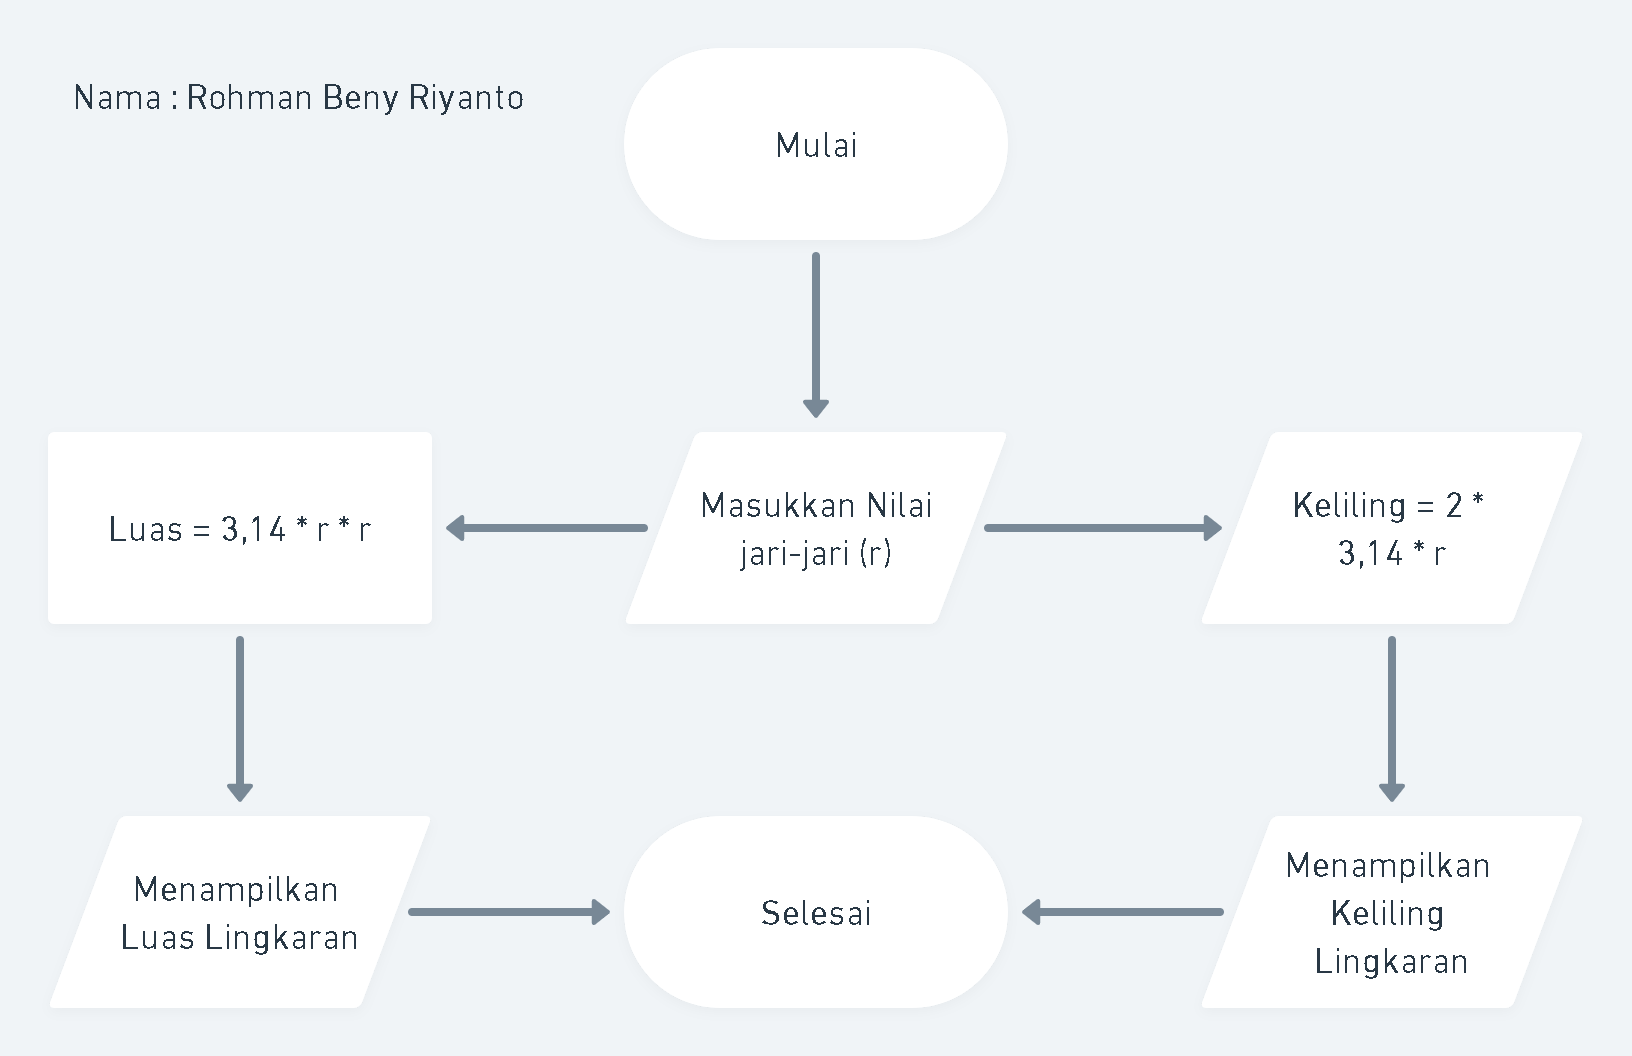 Nama : Rohman Beny Riyanto
Mulai
Luas = 3,14 * r * r
Masukkan Nilai
jari-jari (r)
Keliling = 2 *
3,14 * r
Menampilkan
Luas Lingkaran
Selesai
Menampilkan
Keliling
Lingkaran